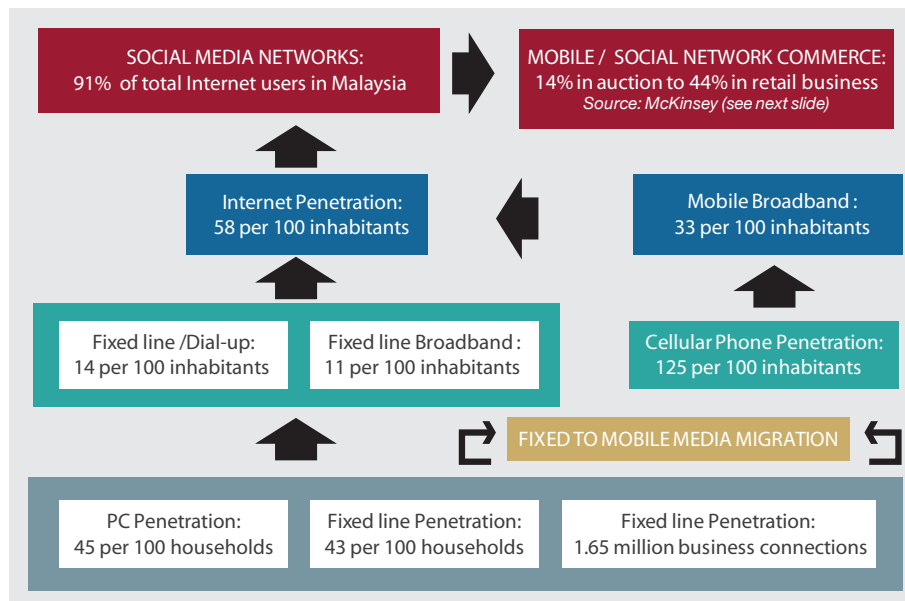 SOCIAL MEDIA NETWORKS:
91% of total Internet users in Malaysia
MOBILE / SOCIAL NETWORK COMMERCE:
14% in auction to 44% in retail business
Source: McKinsey (see next slide)
Internet Penetration:
58 per 100 inhabitants
Mobile Broadband :
33 per 100 inhabitants
Fixed line /Dial-up:
14 per 100 inhabitants
Fixed line Broadband :
11 per 100 inhabitants
Cellular Phone Penetration:
125 per 100 inhabitants
FIXED TO MOBILE MEDIA MIGRATION
PC Penetration:
45 per 100 households
Fixed line Penetration:
43 per 100 households
Fixed line Penetration:
1.65 million business connections